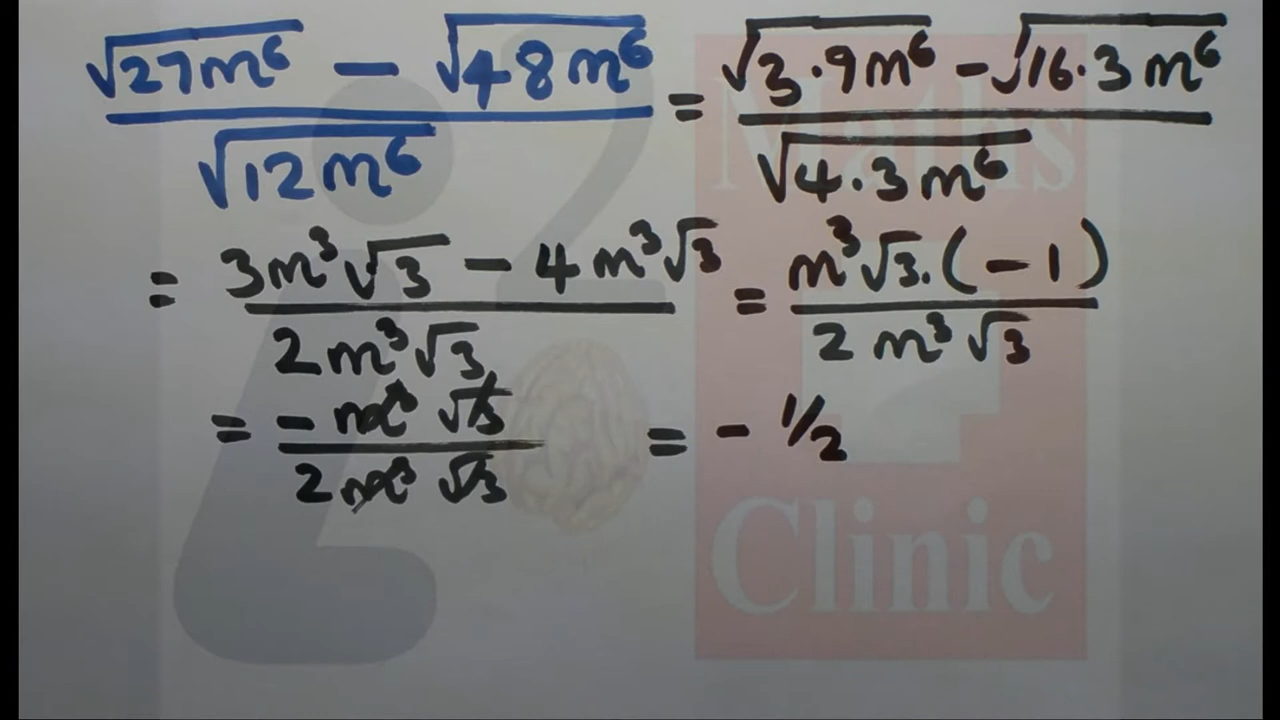 (√(27m⁶) − √(48m⁶)) / √(12m⁶) = (√(3·9m⁶) − √(16·3m⁶)) / √(4·3m⁶)
= (3m³√3 − 4m³√3) / (2m³√3) = (m³√3·(−1)) / (2m³√3)
= (−m³√3) / (2m³√3) = −1/2
Maths
Clinic